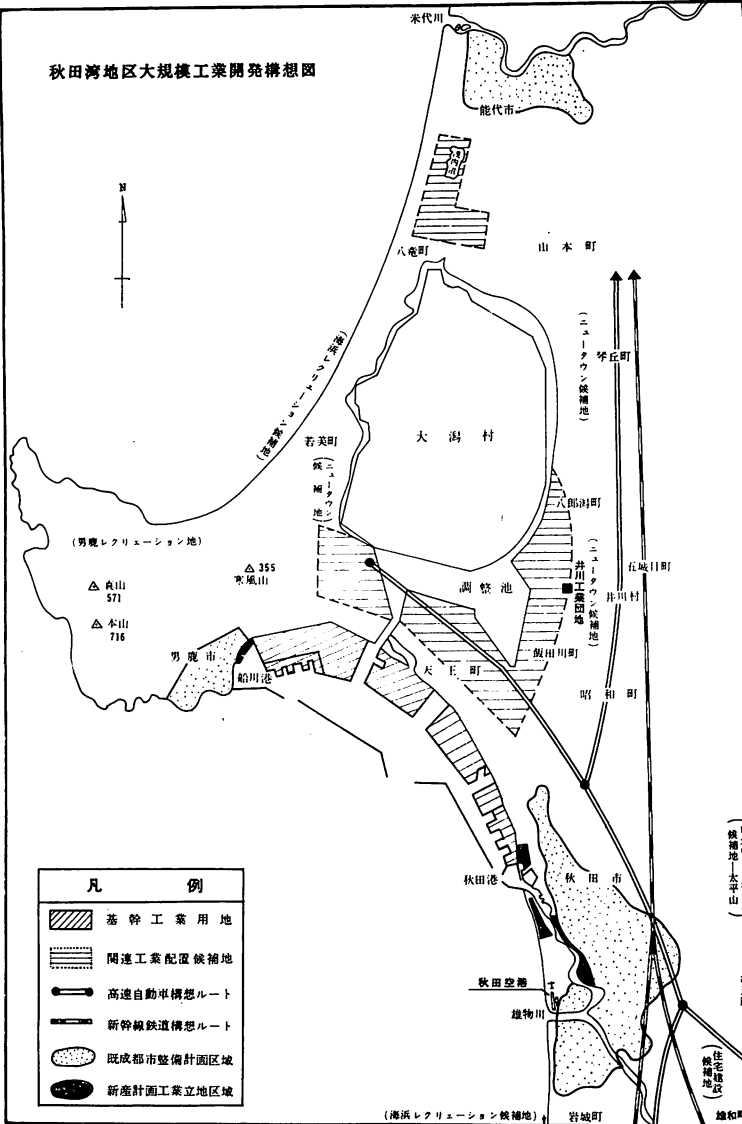 秋田湾地区大規模工業開発構想図
米代川
能代市
浅内沼
N
八竜町
山本町
(海浜レクリェーション候補地)
(ニュータウン候補地)
琴丘町
大潟村
若美町
(ニュータウン
候補地)
八郎潟町
(男鹿レクリェーション地)
355
寒風山
真山
571
本山
716
調整池
井川工業団地
(ニュータウン候補地)
五城目町
井川村
飯田川町
男鹿市
船川港
天王町
昭和町
秋田港
秋田市
候補地―太平山)
秋田空港
雄物川
(住宅建設
候補地)
(海浜レクリェーション候補地)
岩城町
雄和町
凡例
基幹工業用地
関連工業配置候補地
高速自動車構想ルート
新幹線鉄道構想ルート
既成都市整備計画区域
新産計画工業立地区域